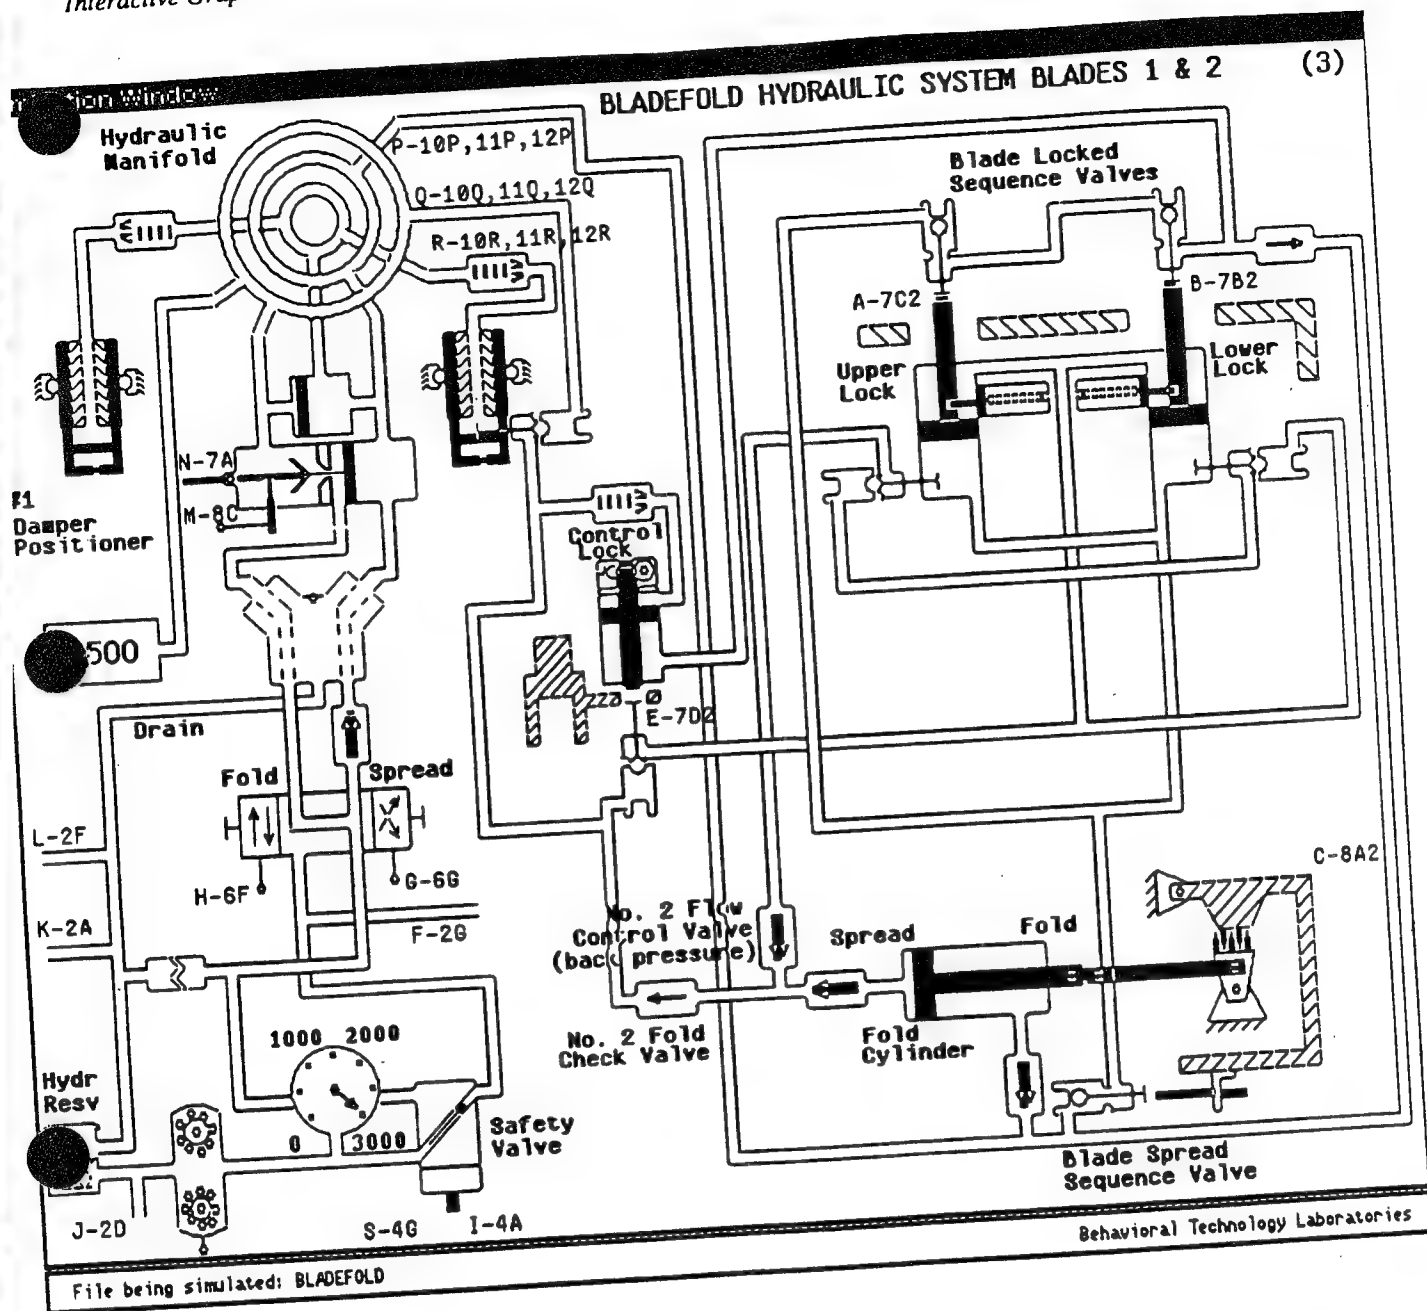 Interactive
BLADEFOLD HYDRAULIC SYSTEM BLADES 1 & 2 (3)
Hydraulic
Manifold
P-10P,11P,12P
Q-10Q,11Q,12Q
R-10R,11R,12R
Blade Locked
Sequence Valves
A-7C2
B-7B2
Upper
Lock
Lower
Lock
N-7A
M-8C
#1
Damper
Positioner
Control
Lock
500
E-7D2
Drain
Fold
Spread
L-2F
H-6F
G-6G
K-2A
F-2G
C-8A2
No. 2 Flow
Control Valve
(back pressure)
Spread
Fold
No. 2 Fold
Check Valve
Fold
Cylinder
1000 2000
0 3000
Hydr
Resv
Safety
Valve
Blade Spread
Sequence Valve
J-2D
S-4G
I-4A
Behavioral Technology Laboratories
File being simulated: BLADEFOLD